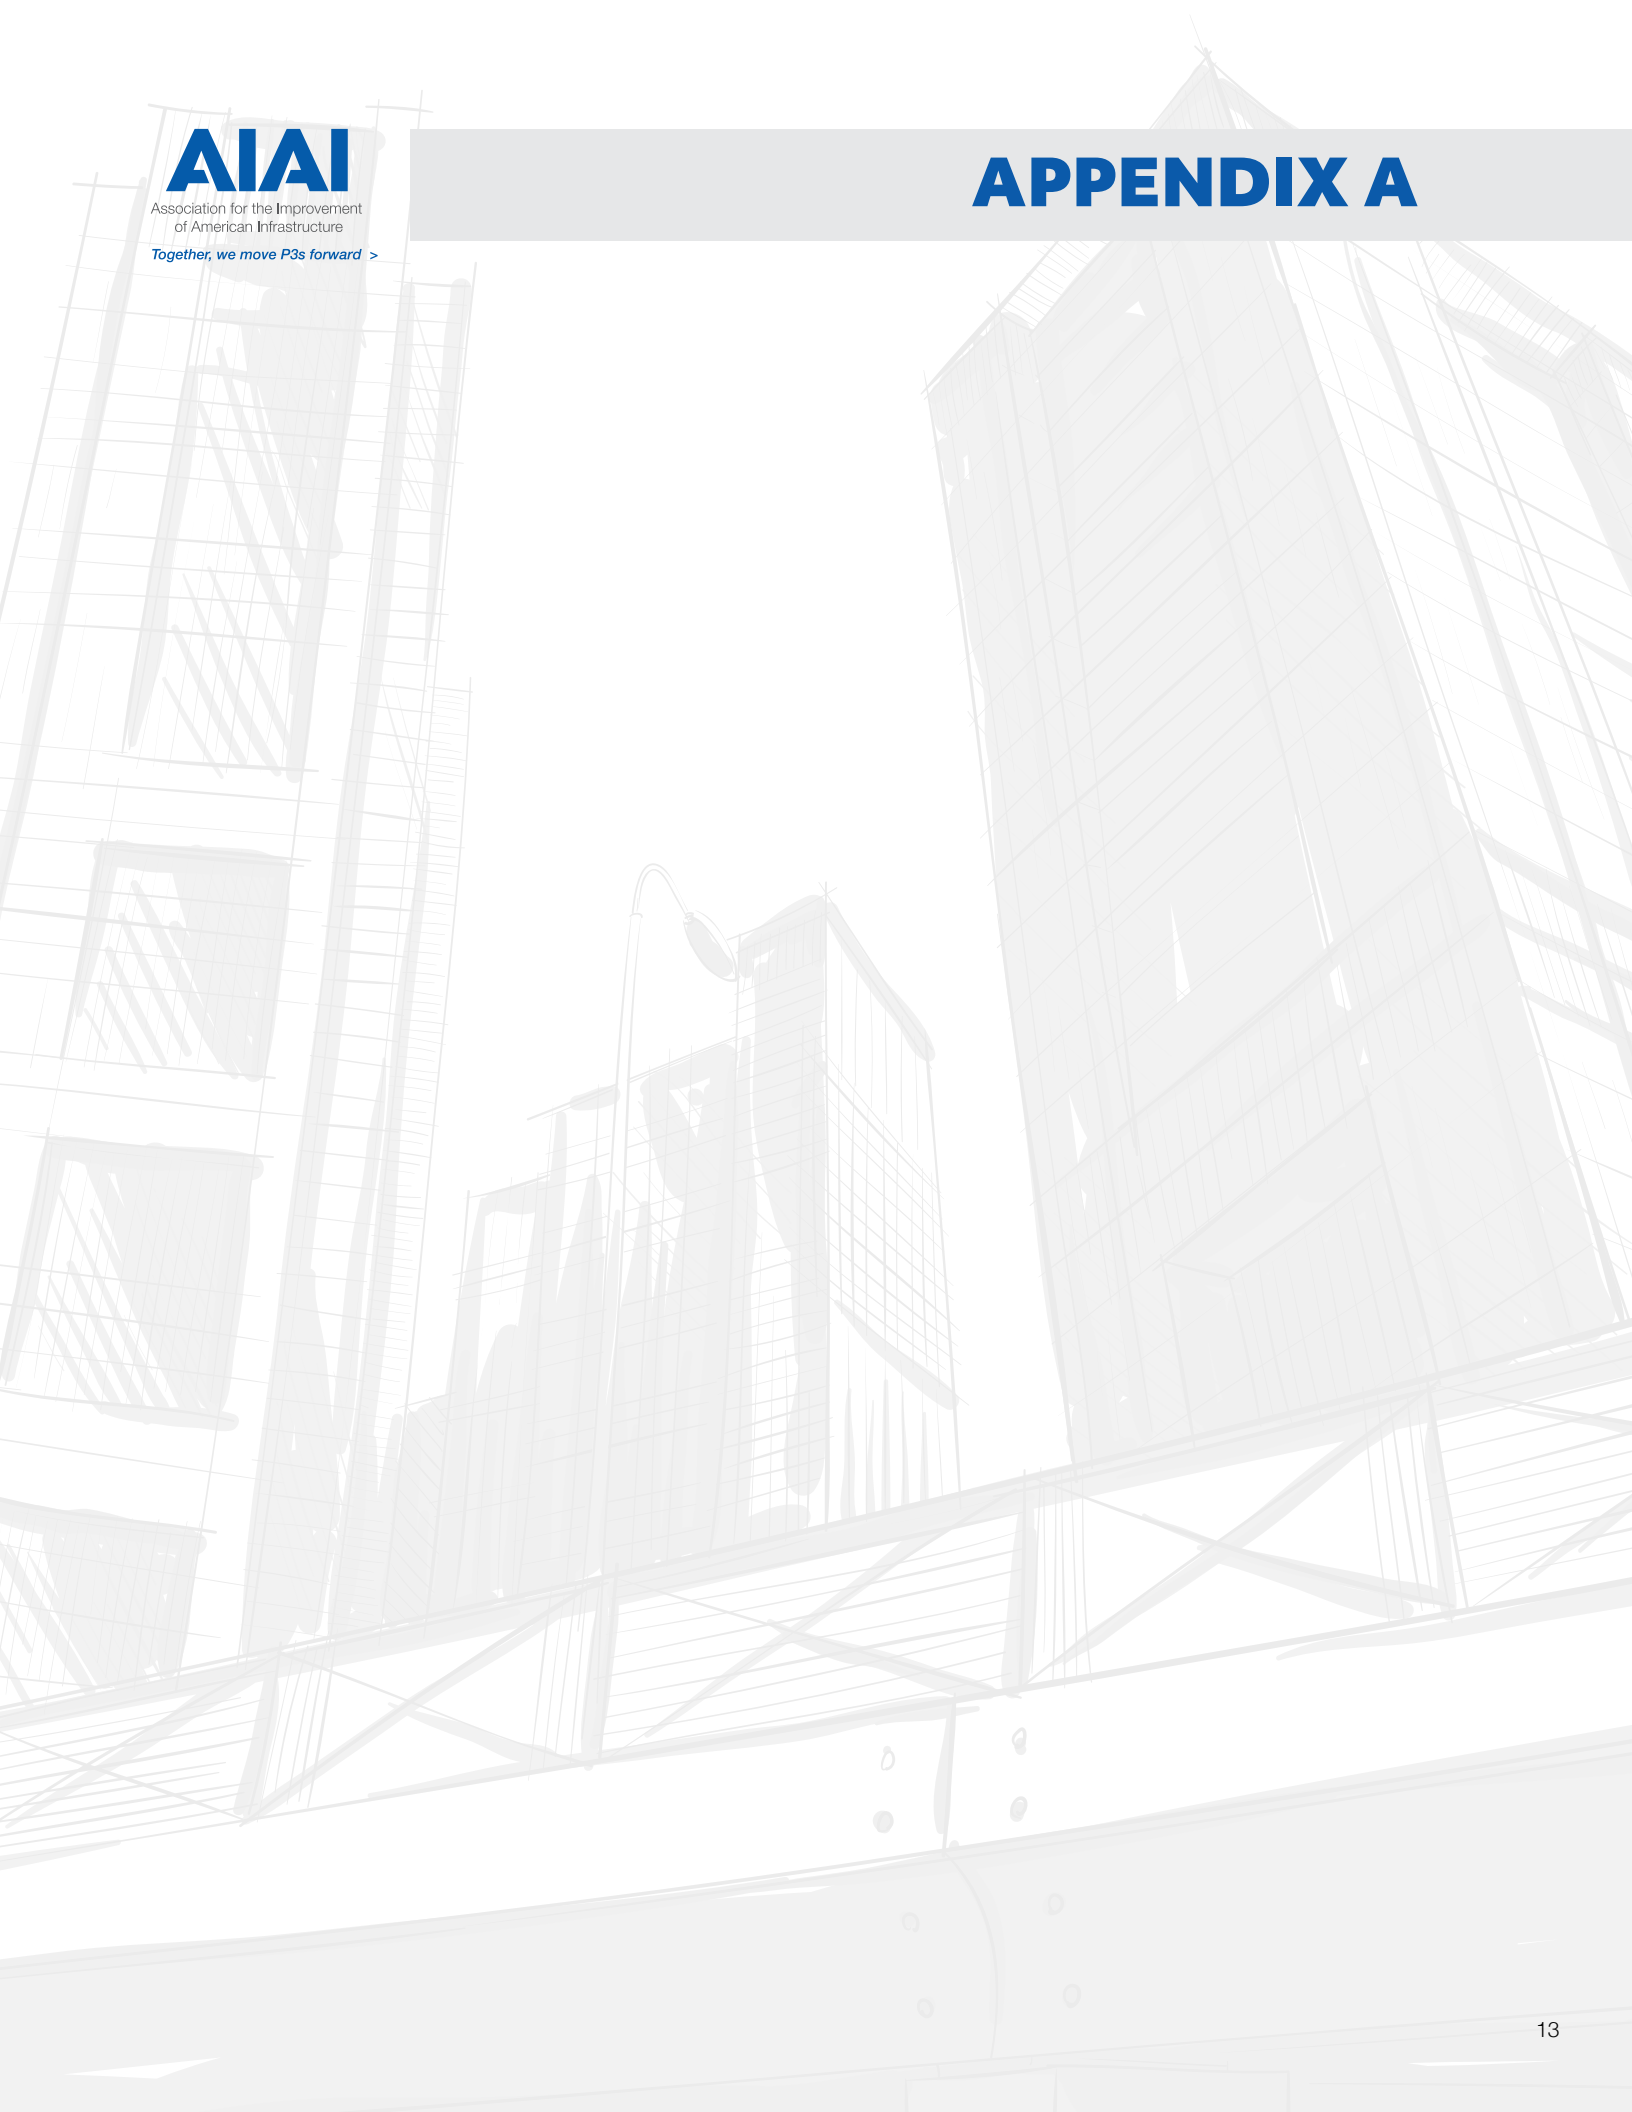 AIAI
APPENDIX A
Association for the Improvement
of American Infrastructure
Together, we move P3s forward >
13